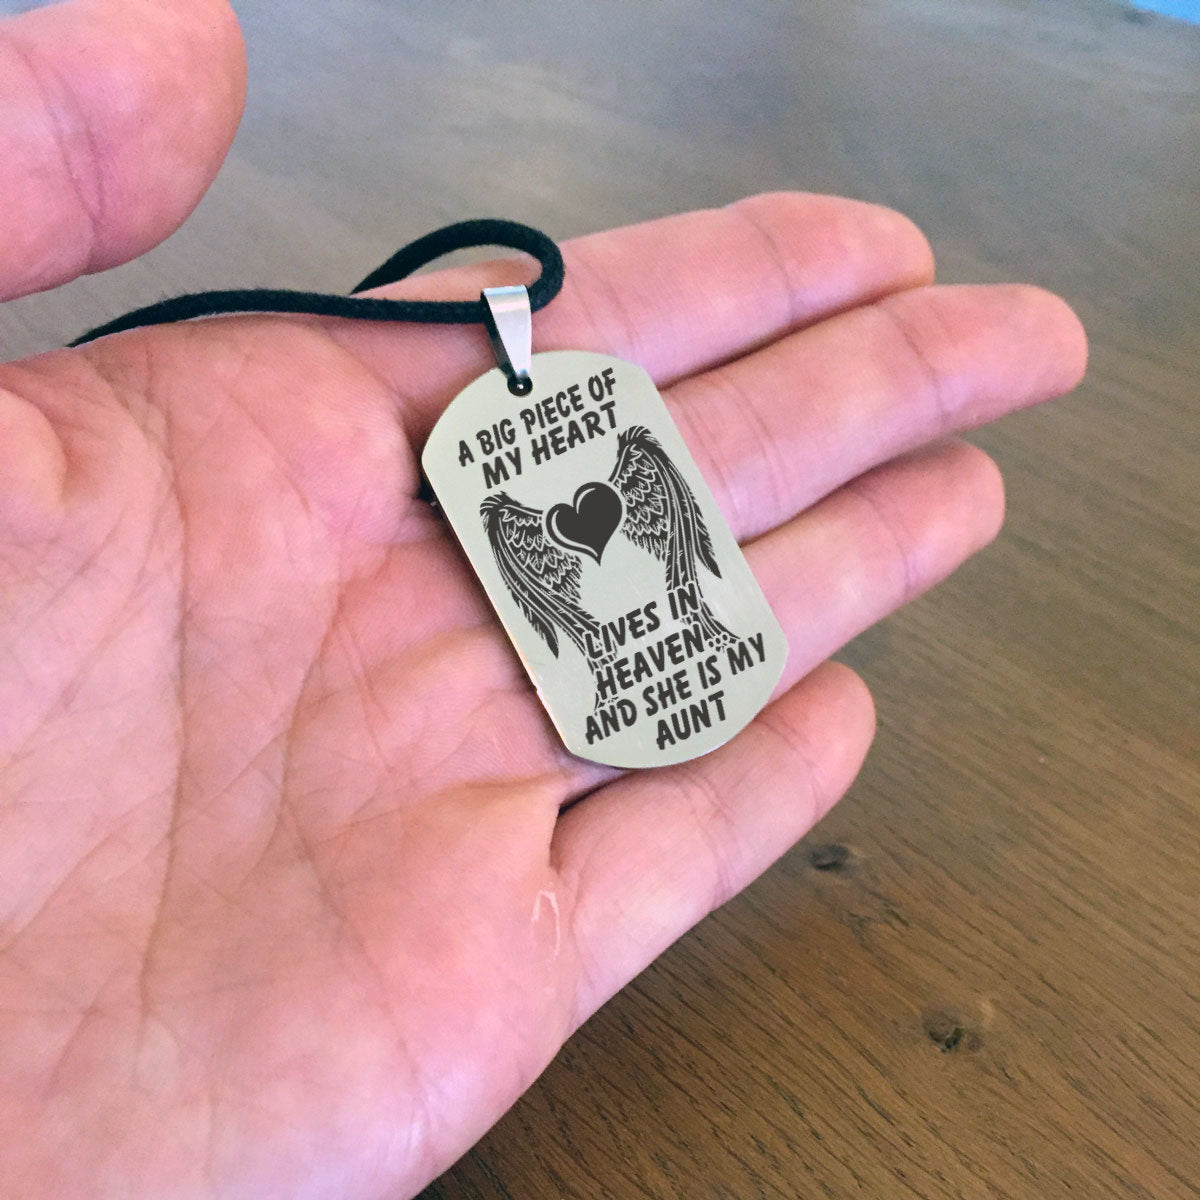 A BIG PIECE OF
MY HEART
LIVES IN
HEAVEN...
AND SHE IS MY
AUNT